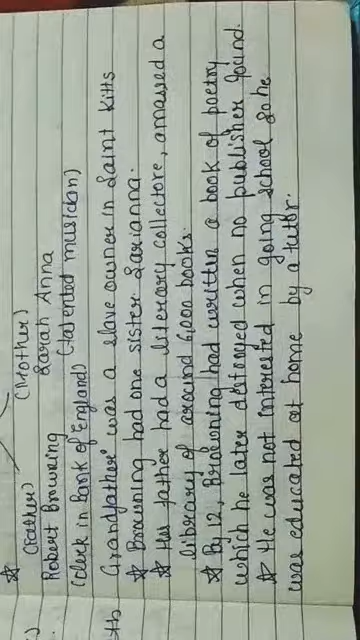 ☆ (Father) (Mother)
Robert Browning Sarah Anna
(clerk in bank of England) (talented musician)
Grandfather was a slave owner in Saint Kitts
☆ Browning had one sister Sarianna.
☆ His father had a literary collectore, amassed a
library of around 6,000 books.
☆ By 12, Browning had written a book of poetry
which he later destroyed when no publisher found.
☆ He was not interested in going school so he
was educated at home by a tutor.